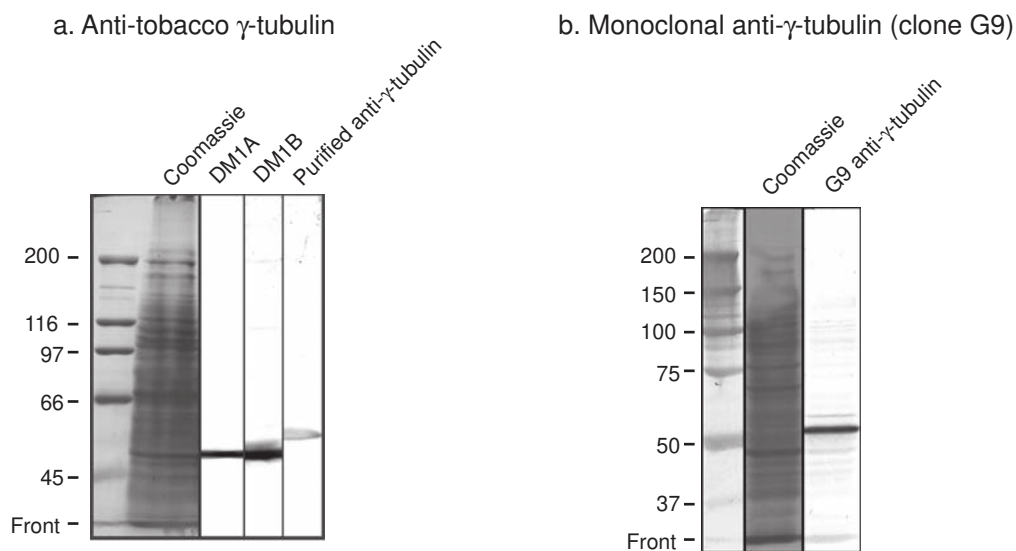 a. Anti-tobacco γ-tubulin
Coomassie
DM1A
DM1B
Purified anti-γ-tubulin
200
116
97
66
45
Front
b. Monoclonal anti-γ-tubulin (clone G9)
Coomassie
G9 anti-γ-tubulin
200
150
100
75
50
37
Front